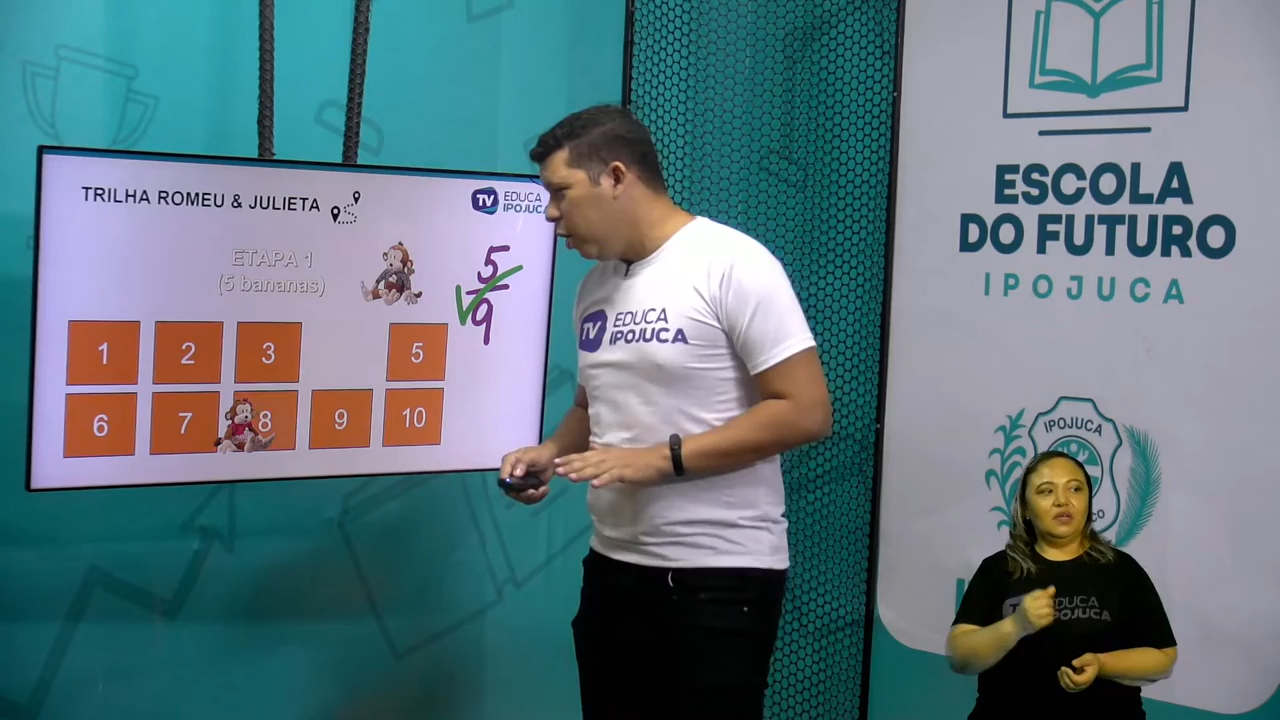 TRILHA ROMEU & JULIETA
TV EDUCA
IPOJUCA
ETAPA 1
(5 bananas)
5
9
1 2 3 5
6 7 8 9 10
TV EDUCA
IPOJUCA
ESCOLA
DO FUTURO
IPOJUCA
IPOJUCA
EDUCA
IPOJUCA